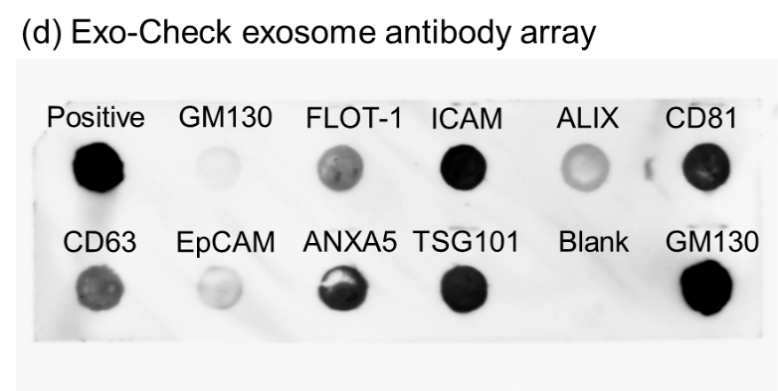 (d) Exo-Check exosome antibody array
Positive GM130 FLOT-1 ICAM ALIX CD81
CD63 EpCAM ANXA5 TSG101 Blank GM130